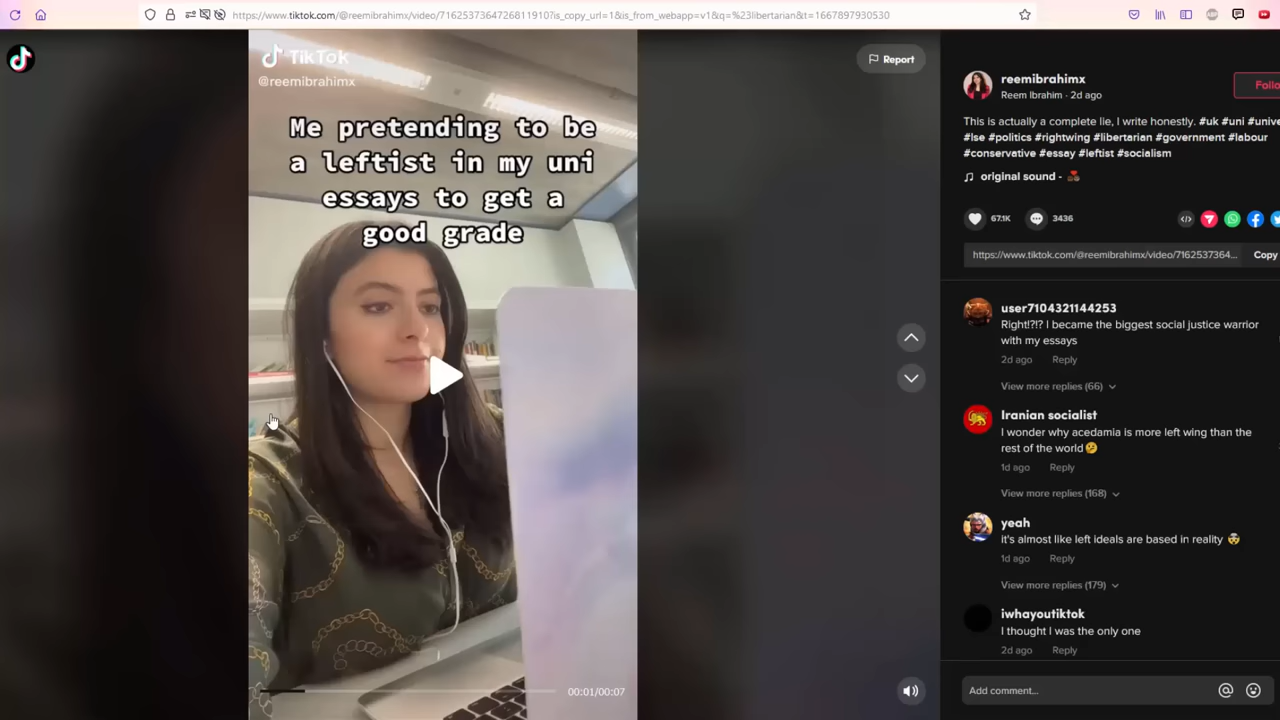 https://www.tiktok.com/@reemibrahimx/video/7162537364726811910?is_copy_url=1&is_from_webapp=v1&q=%23libertarian&t=1667897930530
TikTok
@reemibrahimx
Me pretending to be
a leftist in my uni
essays to get a
good grade
00:01/00:07
Report
reemibrahimx
Reem Ibrahim · 2d ago
Follo
This is actually a complete lie, I write honestly. #uk #uni #unive
#lse #politics #rightwing #libertarian #government #labour
#conservative #essay #leftist #socialism
original sound -
67.1K
3436
https://www.tiktok.com/@reemibrahimx/video/716253737364...
Copy
user7104321144253
Right!?!? I became the biggest social justice warrior
with my essays
2d ago Reply
View more replies (66)
Iranian socialist
I wonder why acedamia is more left wing than the
rest of the world🤔
1d ago Reply
View more replies (168)
yeah
it's almost like left ideals are based in reality 🤯
1d ago Reply
View more replies (179)
iwhayoutiktok
I thought I was the only one
2d ago Reply
Add comment...